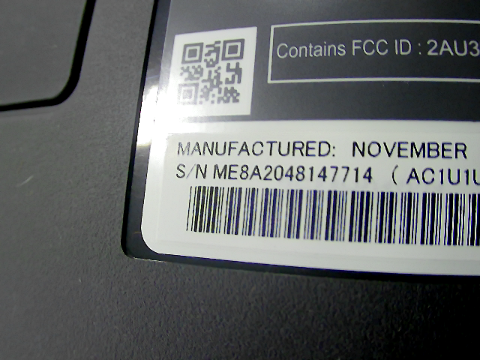 Contains FCC ID : 2AU3
MANUFACTURED: NOVEMBER
S/N ME8A2048147714 ( AC1U1U